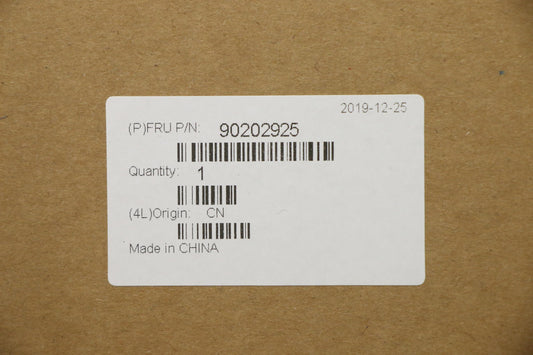 2019-12-25
(P)FRU P/N: 90202925
Quantity: 1
(4L)Origin: CN
Made in CHINA